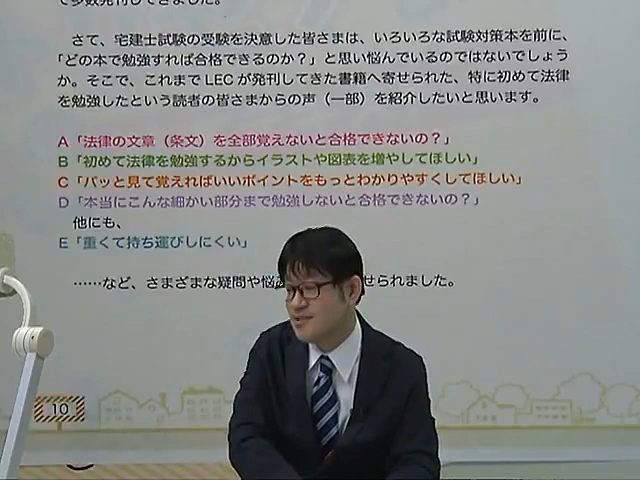 て多数発刊してきました。
さて、宅建士試験の受験を決意した皆さまは、いろいろな試験対策本を前に、
「どの本で勉強すれば合格できるのか？」と思い悩んでいるのではないでしょう
か。そこで、これまで LEC が発刊してきた書籍へ寄せられた、特に初めて法律
を勉強したという読者の皆さまからの声（一部）を紹介したいと思います。
A「法律の文章（条文）を全部覚えないと合格できないの？」
B「初めて法律を勉強するからイラストや図表を増やしてほしい」
C「パッと見て覚えればいいポイントをもっとわかりやすくしてほしい」
D「本当にこんな細かい部分まで勉強しないと合格できないの？」
他にも、
E「重くて持ち運びしにくい」
……など、さまざまな疑問や悩 せられました。
10